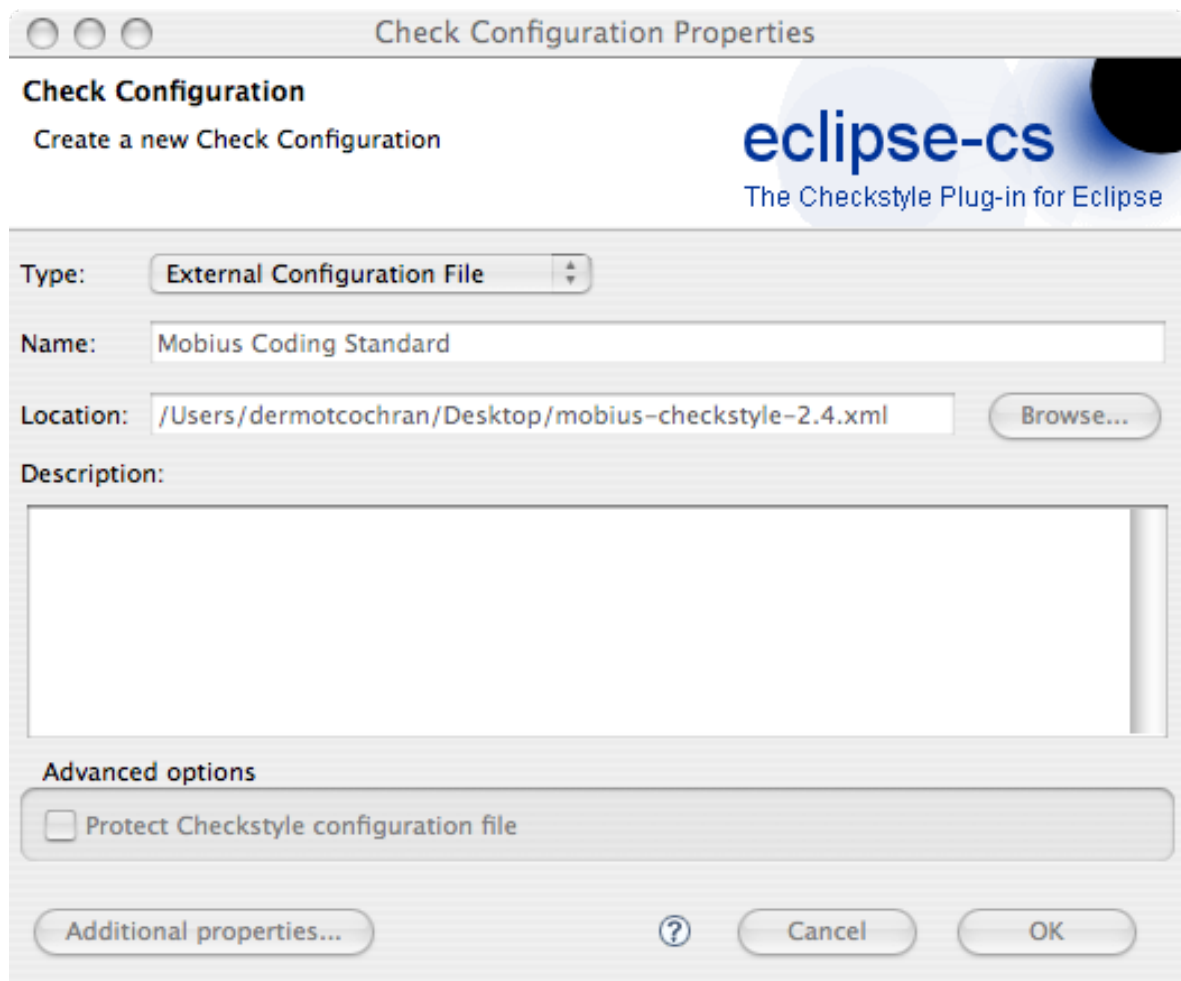 Check Configuration Properties
Check Configuration
Create a new Check Configuration
eclipse-cs
The Checkstyle Plug-in for Eclipse
Type: External Configuration File
Name: Mobius Coding Standard
Location: /Users/dermotcochran/Desktop/mobius-checkstyle-2.4.xml Browse...
Description:
Advanced options
Protect Checkstyle configuration file
Additional properties... ? Cancel OK